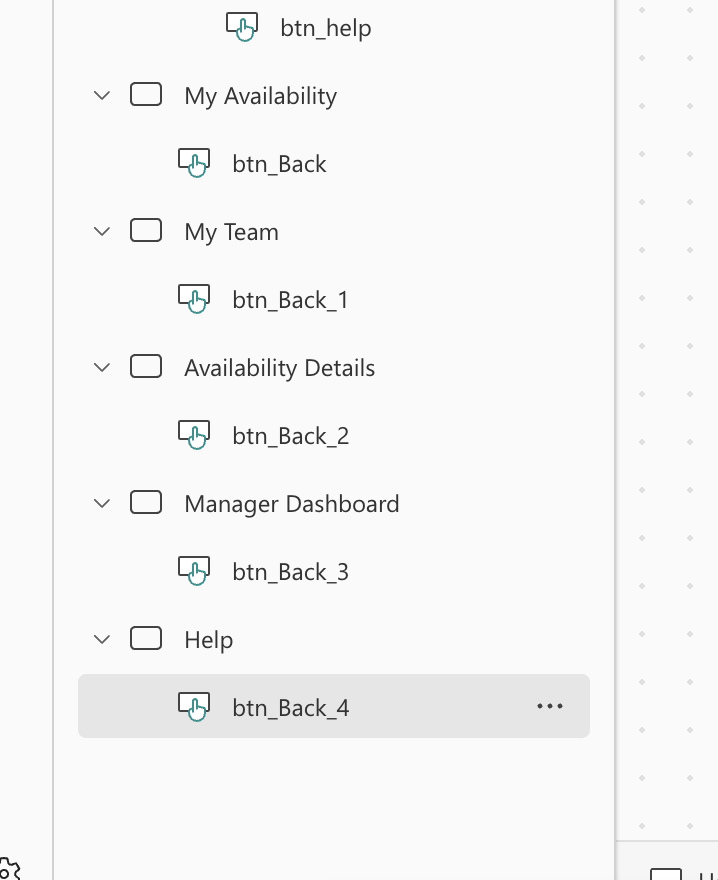 btn_help
My Availability
btn_Back
My Team
btn_Back_1
Availability Details
btn_Back_2
Manager Dashboard
btn_Back_3
Help
btn_Back_4